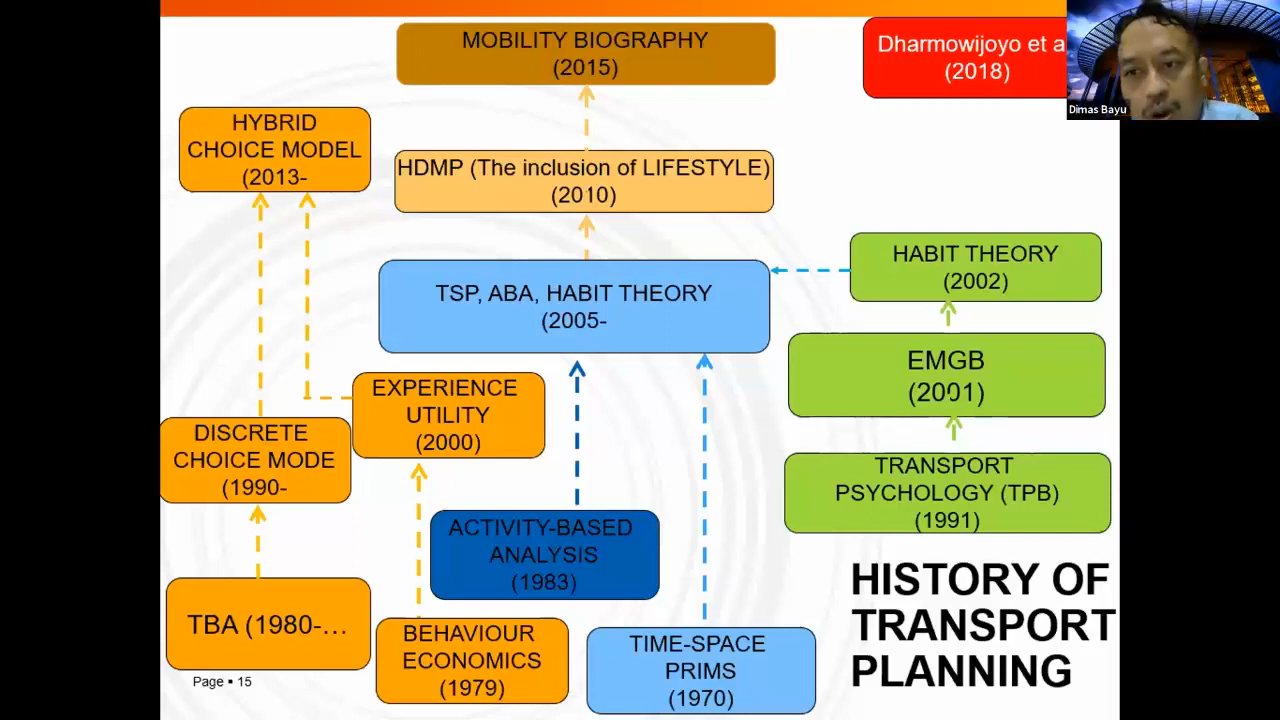 MOBILITY BIOGRAPHY
(2015)
Dharmowijoyo et a
(2018)
Dimas Bayu
HYBRID
CHOICE MODEL
(2013-
HDMP (The inclusion of LIFESTYLE)
(2010)
HABIT THEORY
(2002)
TSP, ABA, HABIT THEORY
(2005-
EMGB
(2001)
EXPERIENCE
UTILITY
(2000)
DISCRETE
CHOICE MODE
(1990-
TRANSPORT
PSYCHOLOGY (TPB)
(1991)
ACTIVITY-BASED
ANALYSIS
(1983)
TBA (1980-...
BEHAVIOUR
ECONOMICS
(1979)
TIME-SPACE
PRIMS
(1970)
HISTORY OF
TRANSPORT
PLANNING
Page ▪ 15